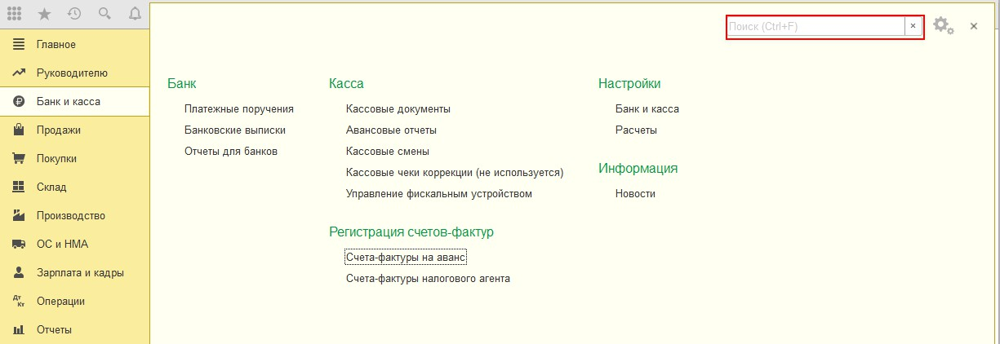 Поиск (Ctrl+F)
×
Главное
Руководителю
Банк и касса
Продажи
Покупки
Склад
Производство
ОС и НМА
Зарплата и кадры
Дт
Кт
Операции
Отчеты
Банк
Платежные поручения
Банковские выписки
Отчеты для банков
Касса
Кассовые документы
Авансовые отчеты
Кассовые смены
Кассовые чеки коррекции (не используется)
Управление фискальным устройством
Регистрация счетов-фактур
Счета-фактуры на аванс
Счета-фактуры налогового агента
Настройки
Банк и касса
Расчеты
Информация
Новости